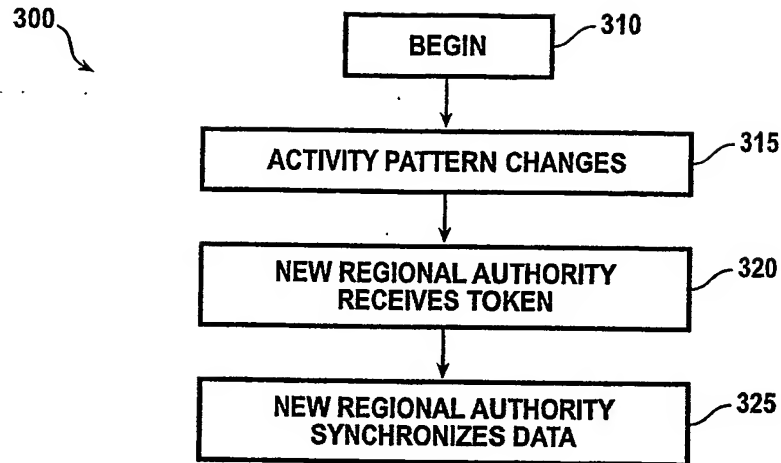 300
BEGIN
310
ACTIVITY PATTERN CHANGES
315
NEW REGIONAL AUTHORITY
RECEIVES TOKEN
320
NEW REGIONAL AUTHORITY
SYNCHRONIZES DATA
325